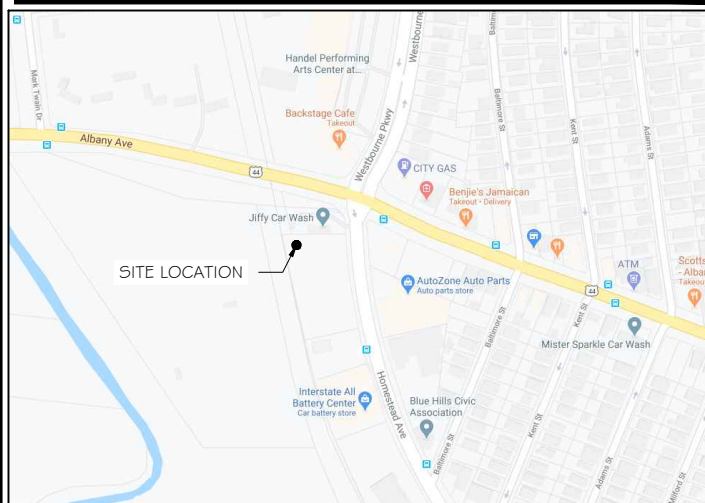 Westbourne
Baltim
Handel Performing
Arts Center at...
Mark Twain Dr
Backstage Cafe
Takeout
Baltimore St
Kent St
Adams St
Albany Ave
Westbourne Pkwy
44
CITY GAS
Benjie's Jamaican
Takeout • Delivery
Jiffy Car Wash
SITE LOCATION
ATM
Scotts
- Alba
Takeout
AutoZone Auto Parts
Auto parts store
44
Baltimore St
Kent St
Mister Sparkle Car Wash
Homestead Ave
Interstate All
Battery Center
Car battery store
Blue Hills Civic
Association
Baltimore St
Kent St
Adams St
Milford St